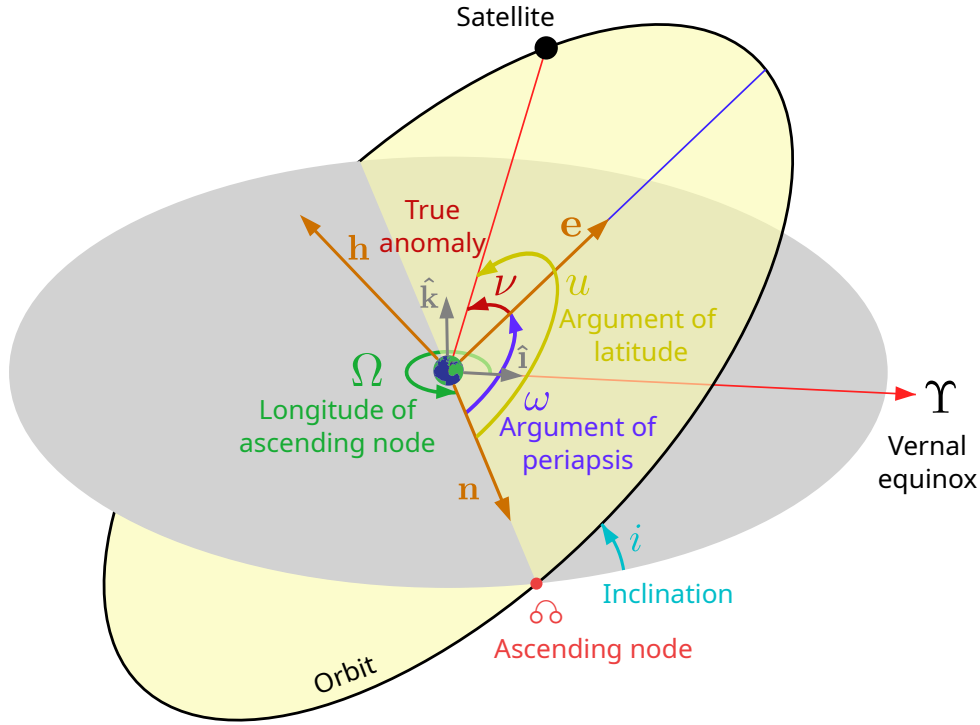 Satellite
True
anomaly
e
h
ν
u
k̂
Argument of
latitude
î
Ω
ω
ϒ
Longitude of
ascending node
Argument of
periapsis
Vernal
equinox
n
i
Inclination
☊
Ascending node
Orbit